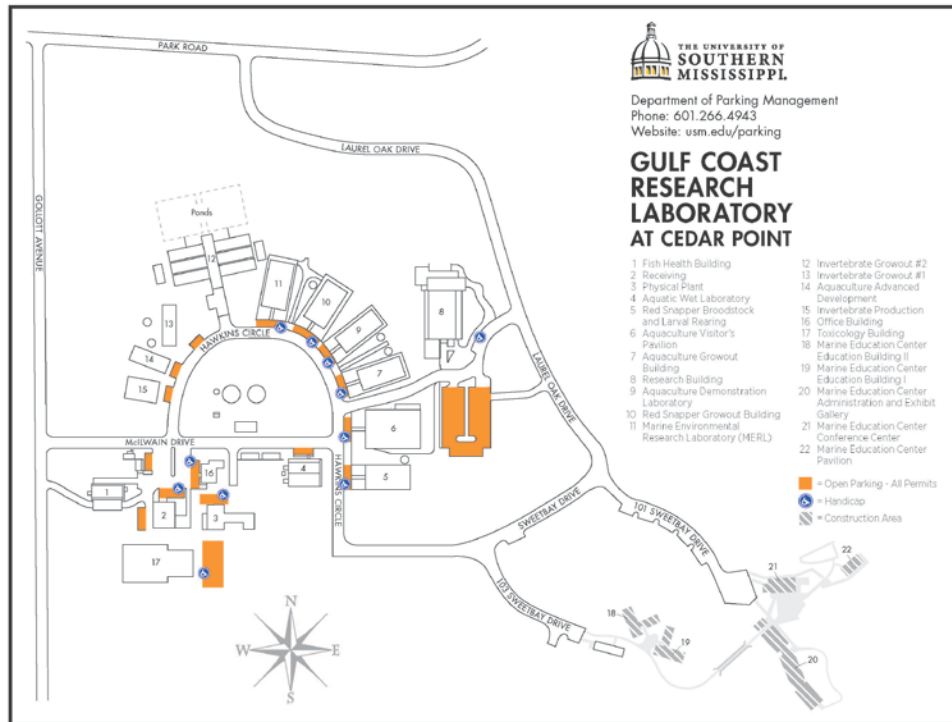 THE UNIVERSITY OF
SOUTHERN
MISSISSIPPI.
Department of Parking Management
Phone: 601.266.4943
Website: usm.edu/parking
GULF COAST
RESEARCH
LABORATORY
AT CEDAR POINT
1 Fish Health Building
2 Receiving
3 Physical Plant
4 Aquatic Wet Laboratory
5 Red Snapper Broodstock
and Larval Rearing
6 Aquaculture Visitor's
Pavilion
7 Aquaculture Growout
Building
8 Research Building
9 Aquaculture Demonstration
Laboratory
10 Red Snapper Growout Building
11 Marine Environmental
Research Laboratory (MERL)
12 Invertebrate Growout #2
13 Invertebrate Growout #1
14 Aquaculture Advanced
Development
15 Invertebrate Production
16 Office Building
17 Toxicology Building
18 Marine Education Center
Education Building II
19 Marine Education Center
Education Building I
20 Marine Education Center
Administration and Exhibit
Gallery
21 Marine Education Center
Conference Center
22 Marine Education Center
Pavilion
= Open Parking - All Permits
= Handicap
= Construction Area
PARK ROAD
LAUREL OAK DRIVE
GOLLOTT AVENUE
Ponds
12
11
10
13
9
8
HAWKINS CIRCLE
14
7
15
LAUREL OAK DRIVE
6
McILWAIN DRIVE
16
4
5
HAWKINS CIRCLE
1
2
3
SWEETBAY DRIVE
101 SWEETBAY DRIVE
17
22
21
103 SWEETBAY DRIVE
18
19
20
N
W
E
S